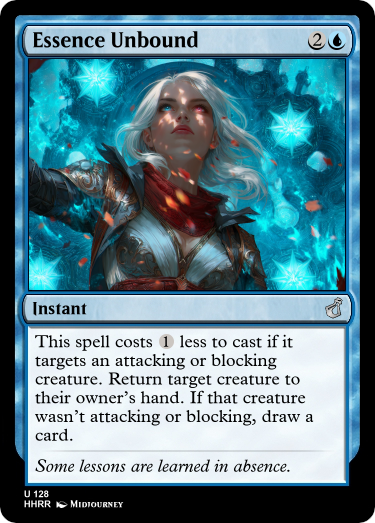 Essence Unbound 2
Instant
This spell costs 1 less to cast if it
targets an attacking or blocking
creature. Return target creature to
their owner's hand. If that creature
wasn't attacking or blocking, draw a
card.
Some lessons are learned in absence.
U 128
HHRR Midjourney